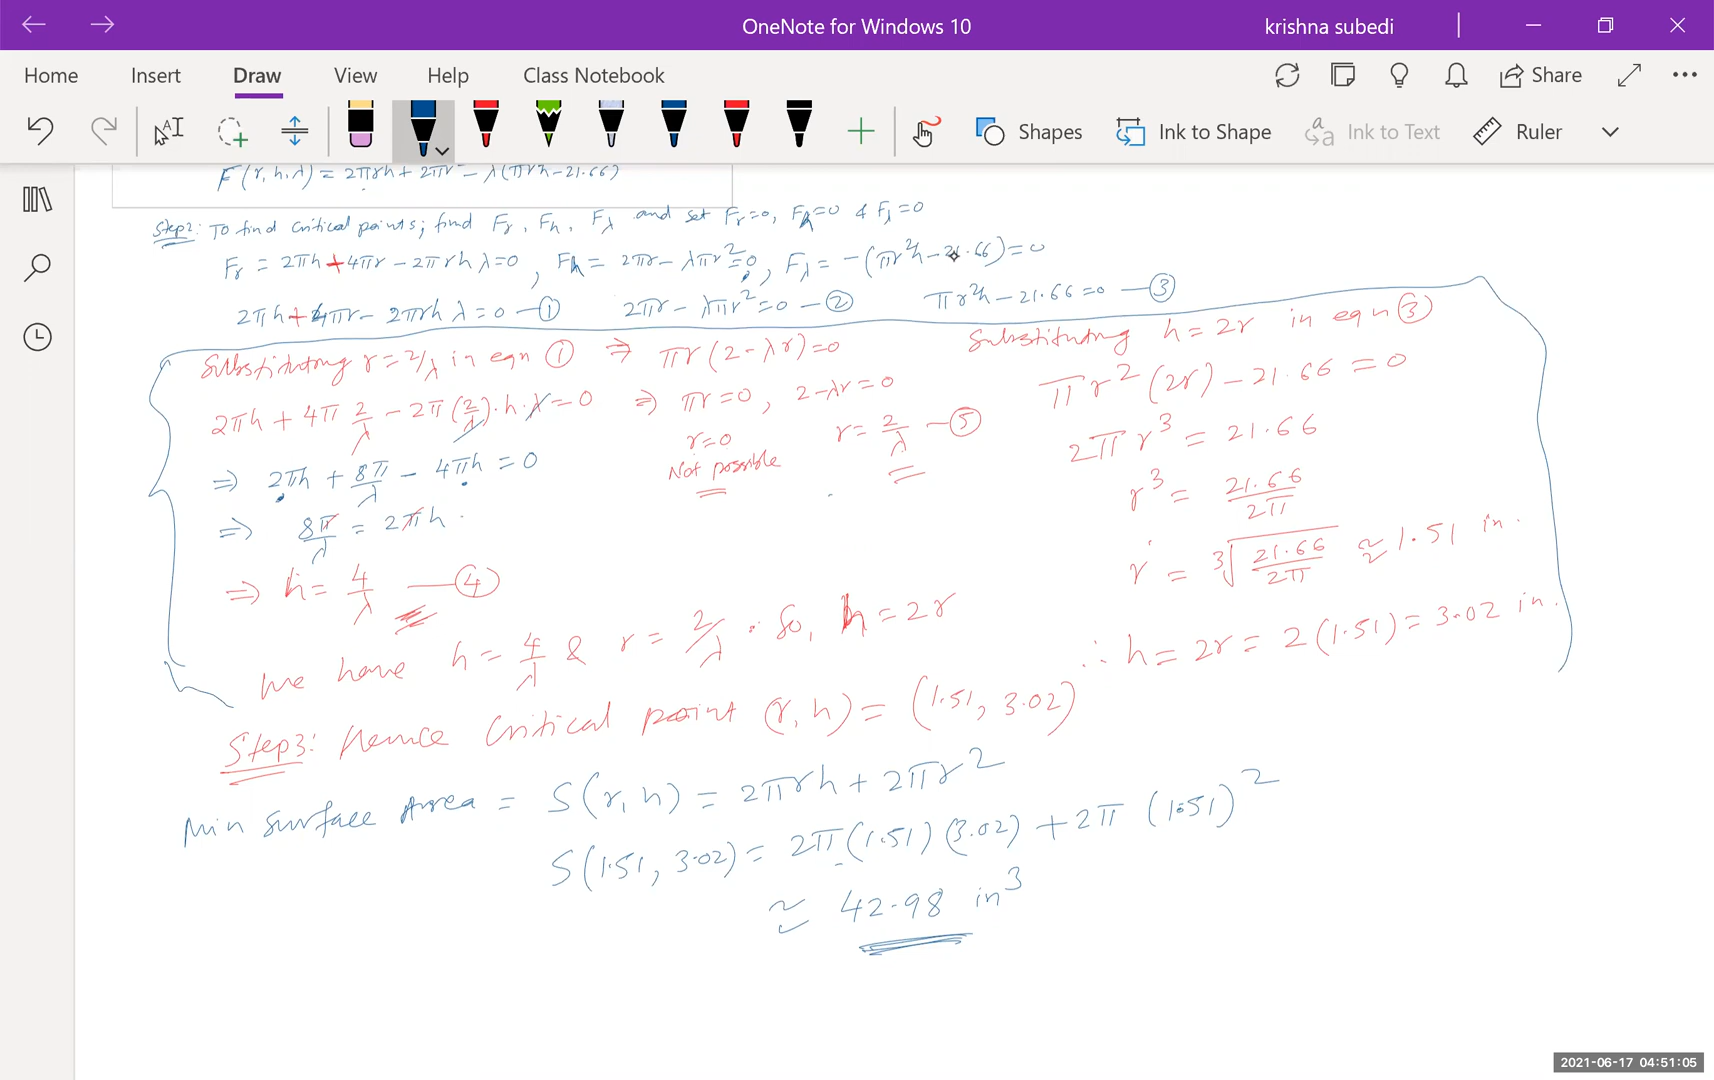 OneNote for Windows 10
krishna subedi
Home Insert Draw View Help Class Notebook
Share
Shapes Ink to Shape Ink to Text Ruler
F(r, h, λ) = 2πrh + 2πr² - λ(πr²h - 21.66)
Step2: To find critical points; find Fr, Fh, Fλ and set Fr=0, Fh=0 & Fλ=0
Fr = 2πh + 4πr - 2πrhλ = 0, Fh = 2πr - λπr² = 0, Fλ = -(πr²h - 21.66) = 0
2πh + 4πr - 2πrhλ = 0 — ① 2πr - λπr² = 0 — ② πr²h - 21.66 = 0 — ③
Substituting r = 2/λ in eqn ①
2πh + 4π 2/λ - 2π(2/λ)·h·λ = 0
⇒ 2πh + 8π/λ - 4πh = 0
⇒ 8π/λ = 2πh
⇒ h = 4/λ — ④
⇒ πr(2 - λr) = 0
⇒ πr = 0, 2 - λr = 0
r = 0 r = 2/λ — ⑤
Not possible
Substituting h = 2r in eqn ③
πr²(2r) - 21.66 = 0
2πr³ = 21.66
r³ = 21.66/2π
r = ³√(21.66/2π) ≈ 1.51 in.
∴ h = 2r = 2(1.51) = 3.02 in.
We have h = 4/λ & r = 2/λ. So, h = 2r
Step3: Hence Critical point (r, h) = (1.51, 3.02)
Min Surface Area = S(r, h) = 2πrh + 2πr²
S(1.51, 3.02) = 2π(1.51)(3.02) + 2π(1.51)²
≈ 42.98 in³
2021-06-17 04:51:05